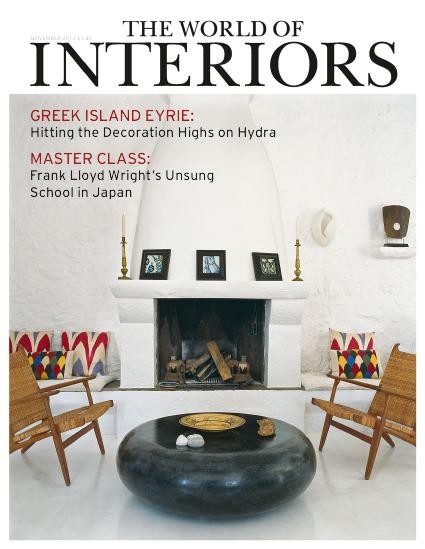 THE WORLD OF
INTERIORS
GREEK ISLAND EYRIE:
Hitting the Decoration Highs on Hydra
MASTER CLASS:
Frank Lloyd Wright's Unsung
School in Japan